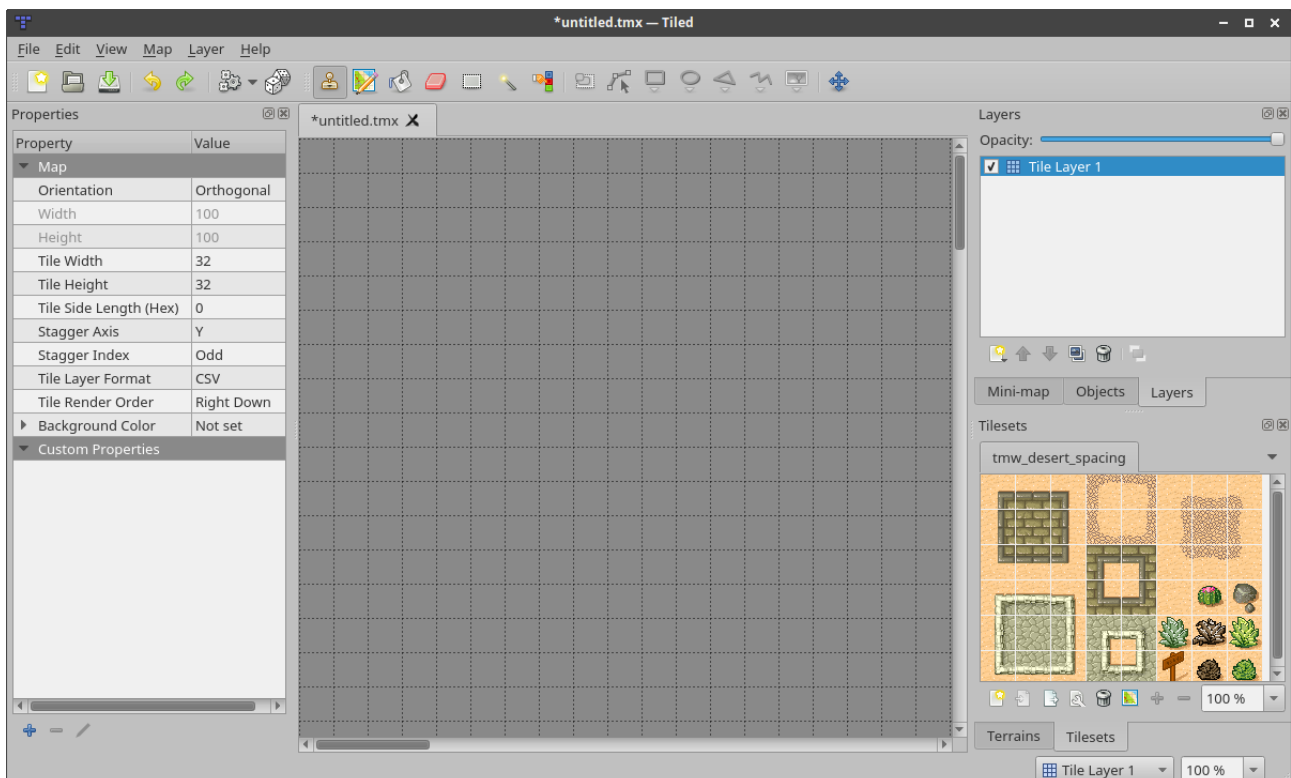 *untitled.tmx — Tiled
File Edit View Map Layer Help
Properties
*untitled.tmx
Layers
Opacity:
Property Value
Map
Tile Layer 1
Orientation Orthogonal
Width 100
Height 100
Tile Width 32
Tile Height 32
Tile Side Length (Hex) 0
Stagger Axis Y
Stagger Index Odd
Tile Layer Format CSV
Tile Render Order Right Down
Background Color Not set
Custom Properties
Mini-map Objects Layers
Tilesets
tmw_desert_spacing
100 %
Terrains Tilesets
Tile Layer 1 100 %